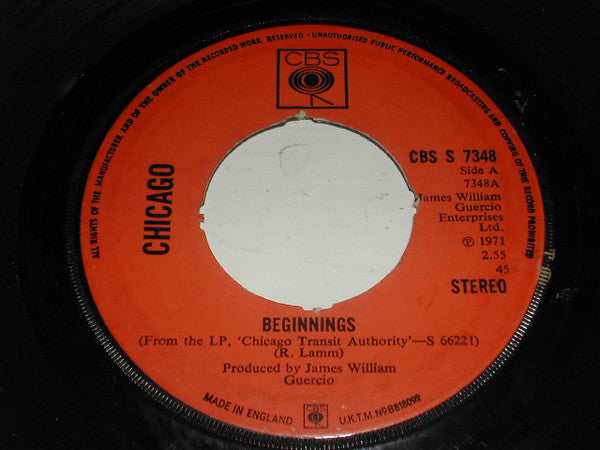 ALL RIGHTS OF THE MANUFACTURER AND OF THE OWNER OF THE RECORDED WORK RESERVED - UNAUTHORISED PUBLIC PERFORMANCE BROADCASTING AND COPYING OF THIS RECORD PROHIBITED
CBS
CHICAGO
CBS S 7348
Side A
7348A
James William
Guercio
Enterprises
Ltd.
Ⓟ 1971
2.55
45
STEREO
BEGINNINGS
(From the LP, 'Chicago Transit Authority'—S 66221)
(R. Lamm)
Produced by James William
Guercio
MADE IN ENGLAND
CBS
U.K.T.M. Nº B818092